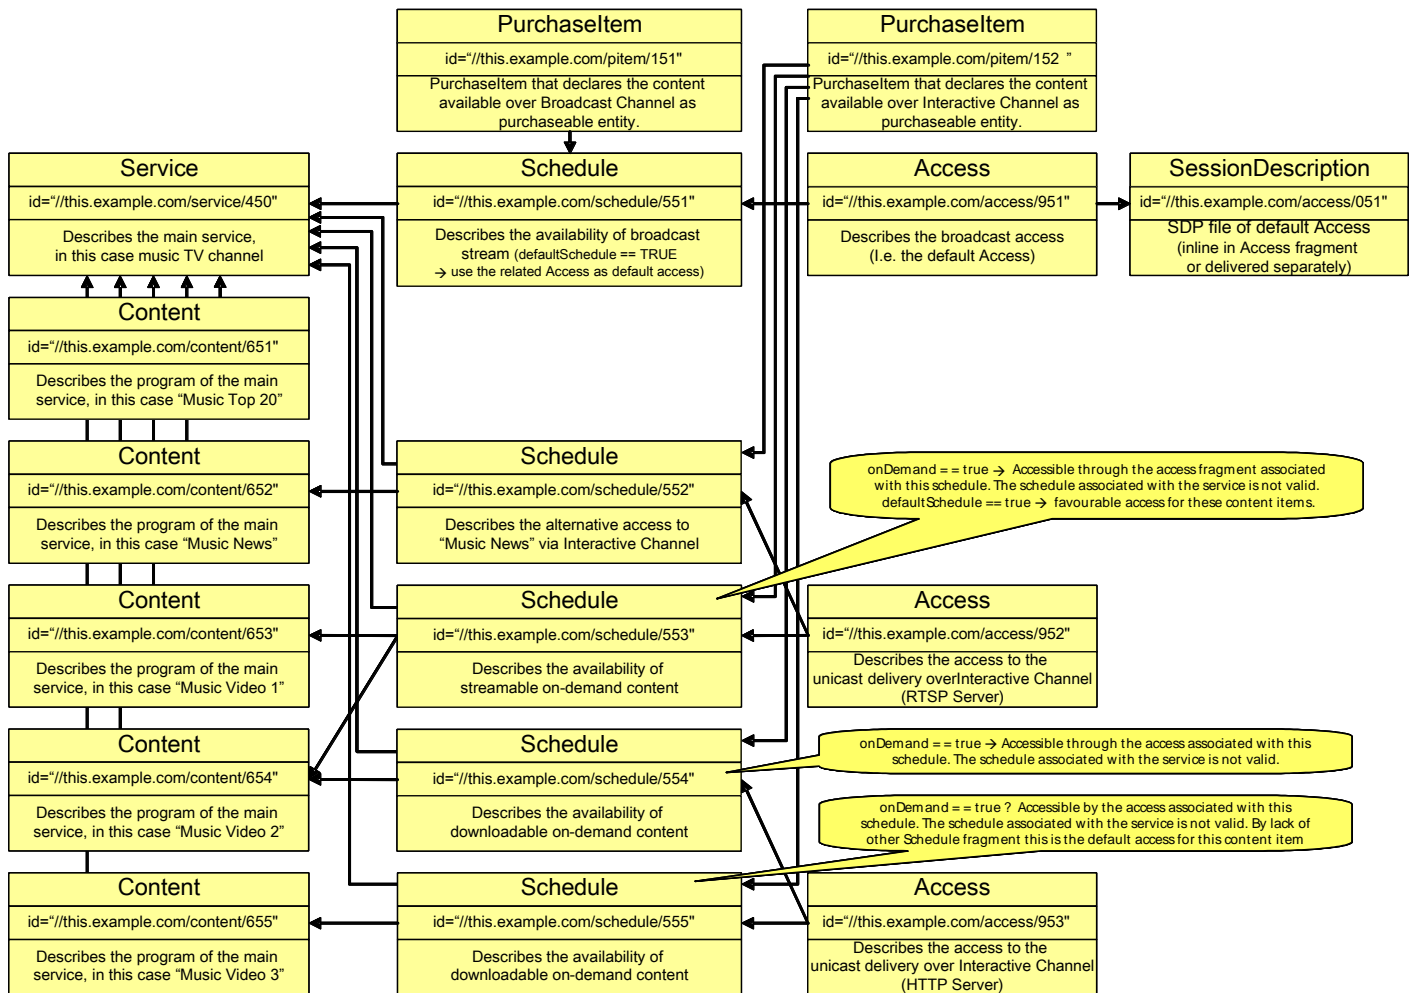 PurchaseItem
id="//this.example.com/pitem/151"
PurchaseItem that declares the content
available over Broadcast Channel as
purchaseable entity.
PurchaseItem
id="//this.example.com/pitem/152 "
PurchaseItem that declares the content
available over Interactive Channel as
purchaseable entity.
Service
id="//this.example.com/service/450"
Describes the main service,
in this case music TV channel
Schedule
id="//this.example.com/schedule/551"
Describes the availability of broadcast
stream (defaultSchedule == TRUE
→ use the related Access as default access)
Access
id="//this.example.com/access/951"
Describes the broadcast access
(I.e. the default Access)
SessionDescription
id="//this.example.com/access/051"
SDP file of default Access
(inline in Access fragment
or delivered separately)
Content
id="//this.example.com/content/651"
Describes the program of the main
service, in this case “Music Top 20”
Content
id="//this.example.com/content/652"
Describes the program of the main
service, in this case “Music News”
Schedule
id="//this.example.com/schedule/552"
Describes the alternative access to
“Music News” via Interactive Channel
onDemand == true → Accessible through the access fragment associated
with this schedule. The schedule associated with the service is not valid.
defaultSchedule == true → favourable access for these content items.
Content
id="//this.example.com/content/653"
Describes the program of the main
service, in this case “Music Video 1”
Schedule
id="//this.example.com/schedule/553"
Describes the availability of
streamable on-demand content
Access
id="//this.example.com/access/952"
Describes the access to the
unicast delivery overInteractive Channel
(RTSP Server)
Content
id="//this.example.com/content/654"
Describes the program of the main
service, in this case “Music Video 2”
Schedule
id="//this.example.com/schedule/554"
Describes the availability of
downloadable on-demand content
onDemand == true → Accessible through the access associated with this
schedule. The schedule associated with the service is not valid.
onDemand == true ? Accessible by the access associated with this
schedule. The schedule associated with the service is not valid. By lack of
other Schedule fragment this is the default access for this content item
Content
id="//this.example.com/content/655"
Describes the program of the main
service, in this case “Music Video 3”
Schedule
id="//this.example.com/schedule/555"
Describes the availability of
downloadable on-demand content
Access
id="//this.example.com/access/953"
Describes the access to the
unicast delivery over Interactive Channel
(HTTP Server)